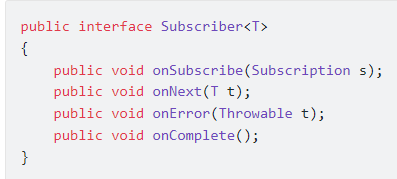 public interface Subscriber<T>
{
    public void onSubscribe(Subscription s);
    public void onNext(T t);
    public void onError(Throwable t);
    public void onComplete();
}